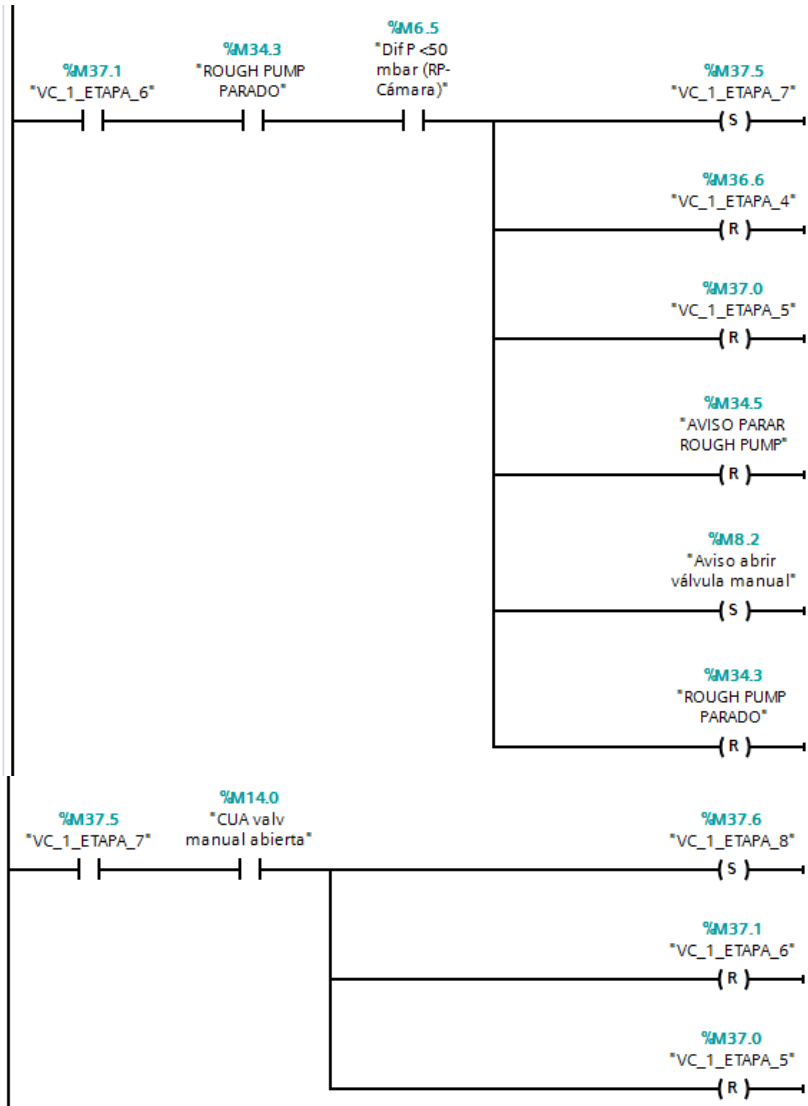 %M37.1
"VC_1_ETAPA_6"
%M34.3
"ROUGH PUMP
PARADO"
%M6.5
"Dif P <50
mbar (RP-
Cámara)"
%M37.5
"VC_1_ETAPA_7"
S
%M36.6
"VC_1_ETAPA_4"
R
%M37.0
"VC_1_ETAPA_5"
R
%M34.5
"AVISO PARAR
ROUGH PUMP"
R
%M8.2
"Aviso abrir
válvula manual"
S
%M34.3
"ROUGH PUMP
PARADO"
R
%M37.5
"VC_1_ETAPA_7"
%M14.0
"CUA valv
manual abierta"
%M37.6
"VC_1_ETAPA_8"
S
%M37.1
"VC_1_ETAPA_6"
R
%M37.0
"VC_1_ETAPA_5"
R